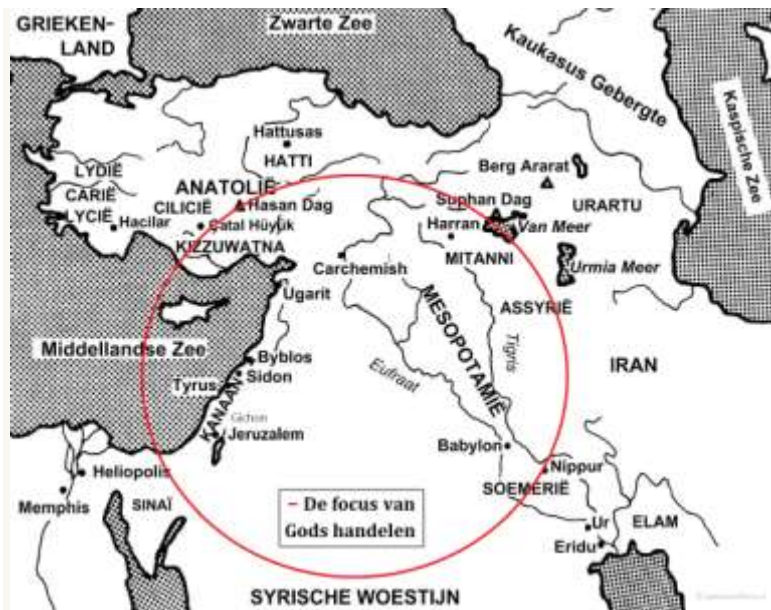 GRIEKEN-
LAND
Zwarte Zee
Kaukasus Gebergte
Kaspische Zee
Hattusas
HATTI
LYDIË
CARIË
LYCIË
Hacilar
ANATOLIË
CILICIË
Hasan Dag
Çatal Hüyük
KIZZUWATNA
Berg Ararat
Suphan Dag
URARTU
Harran
Van Meer
MITANNI
Urmia Meer
Carchemish
Ugarit
ASSYRIË
MESOPOTAMIË
Tigris
Eufraat
IRAN
Middellandse Zee
Byblos
Sidon
Tyrus
KANAAN
Gichon
Jeruzalem
Babylon
Nippur
SOEMERIË
Heliopolis
Memphis
SINAÏ
– De focus van
Gods handelen
Ur
ELAM
Eridu
SYRISCHE WOESTIJN